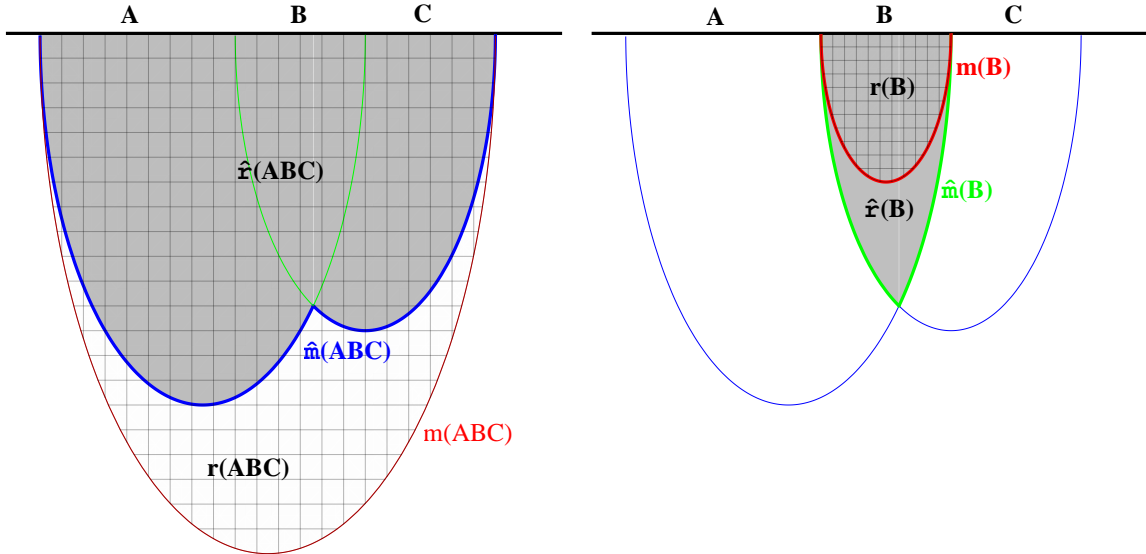 A B C
r̂(ABC)
m̂(ABC)
m(ABC)
r(ABC)
A B C
m(B)
r(B)
m̂(B)
r̂(B)